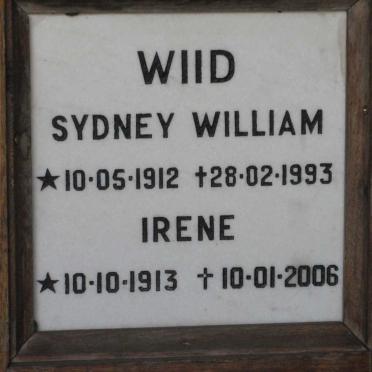 WIID
SYDNEY WILLIAM
★10·05·1912 †28·02·1993
IRENE
★10·10·1913 †10·01·2006